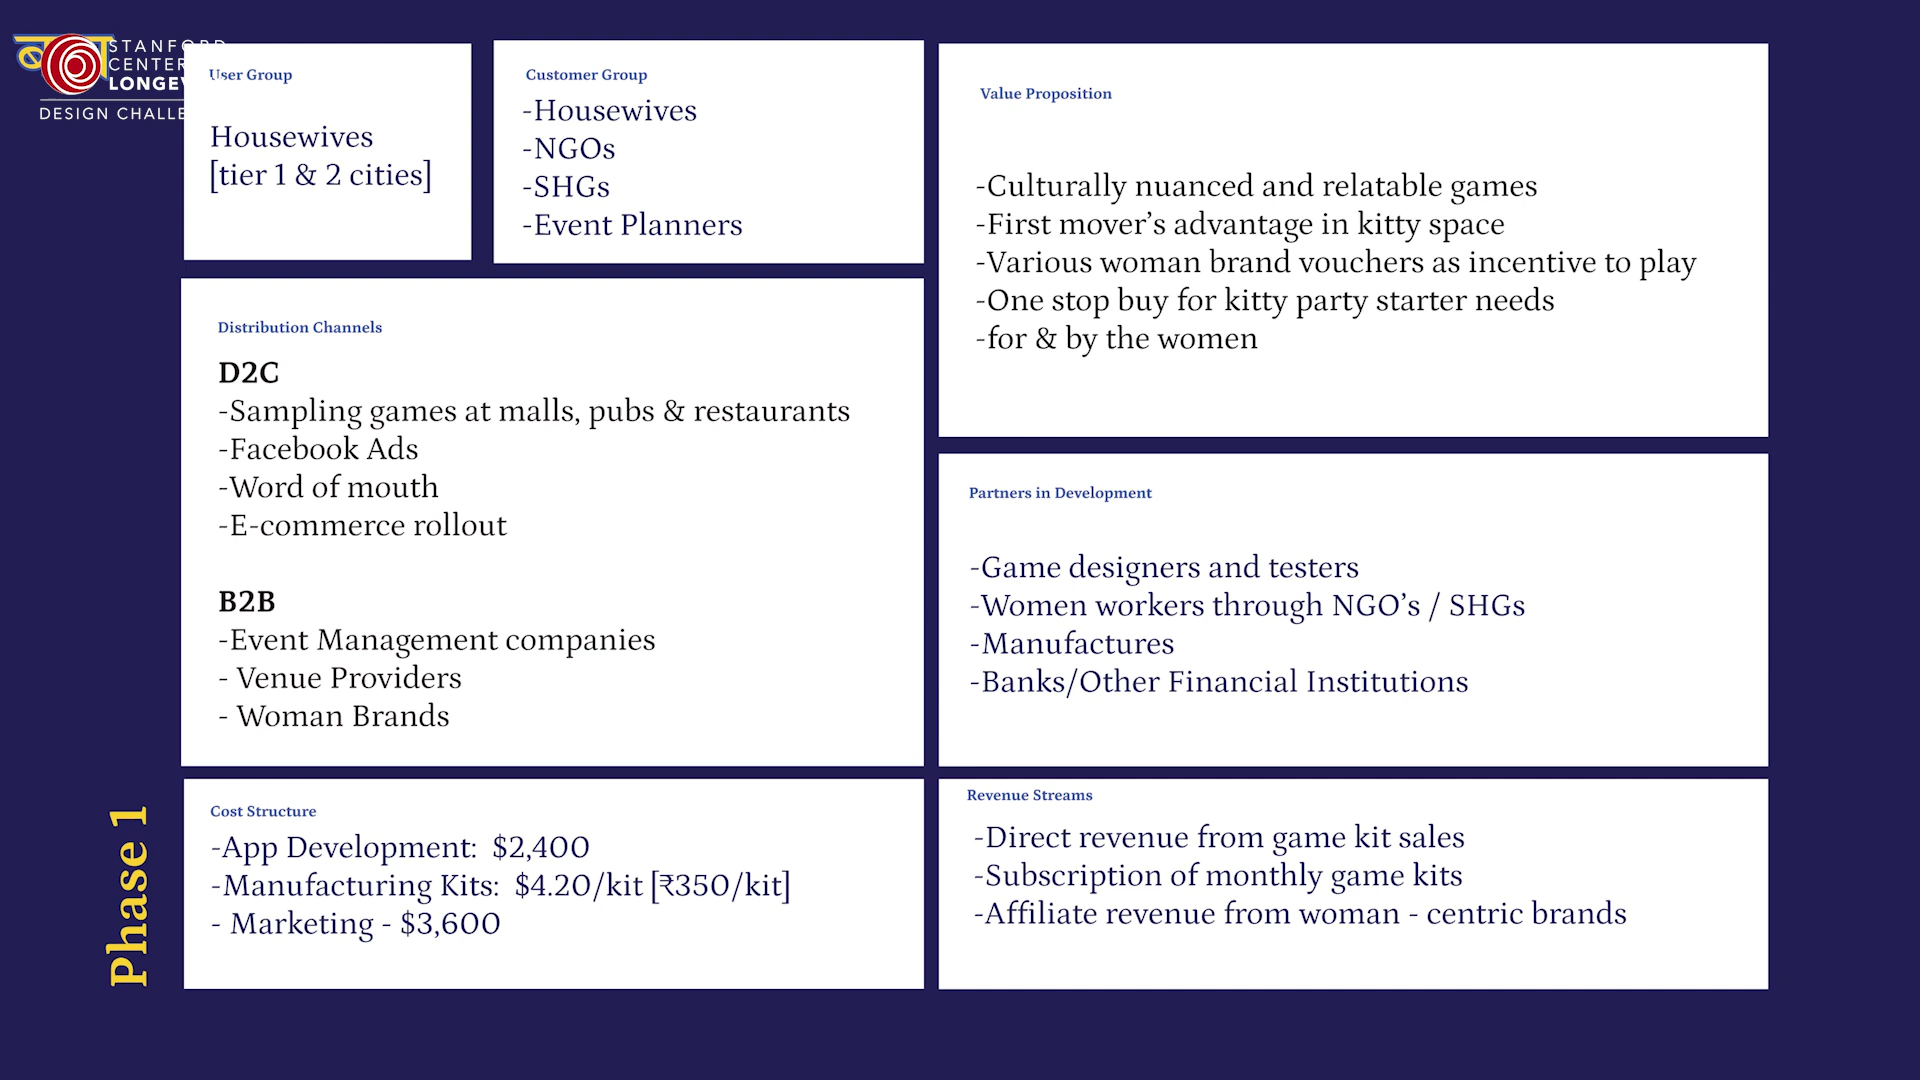 STANFORD
CENTER
LONGEV
DESIGN CHALLE
User Group
Housewives
[tier 1 & 2 cities]
Customer Group
-Housewives
-NGOs
-SHGs
-Event Planners
Value Proposition
-Culturally nuanced and relatable games
-First mover’s advantage in kitty space
-Various woman brand vouchers as incentive to play
-One stop buy for kitty party starter needs
-for & by the women
Distribution Channels
D2C
-Sampling games at malls, pubs & restaurants
-Facebook Ads
-Word of mouth
-E-commerce rollout
B2B
-Event Management companies
- Venue Providers
- Woman Brands
Partners in Development
-Game designers and testers
-Women workers through NGO’s / SHGs
-Manufactures
-Banks/Other Financial Institutions
Phase 1
Cost Structure
-App Development:  $2,400
-Manufacturing Kits:  $4.20/kit [₹350/kit]
- Marketing - $3,600
Revenue Streams
-Direct revenue from game kit sales
-Subscription of monthly game kits
-Affiliate revenue from woman - centric brands